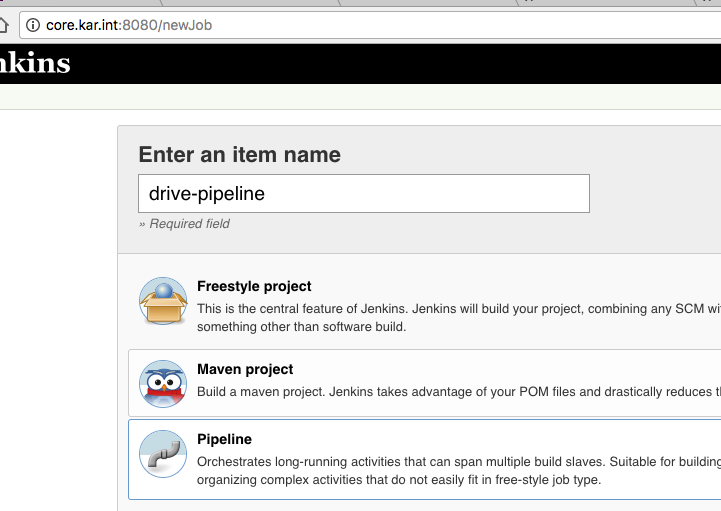 core.kar.int:8080/newJob
nkins
Enter an item name
drive-pipeline
» Required field
Freestyle project
This is the central feature of Jenkins. Jenkins will build your project, combining any SCM wi
something other than software build.
Maven project
Build a maven project. Jenkins takes advantage of your POM files and drastically reduces t
Pipeline
Orchestrates long-running activities that can span multiple build slaves. Suitable for building
organizing complex activities that do not easily fit in free-style job type.